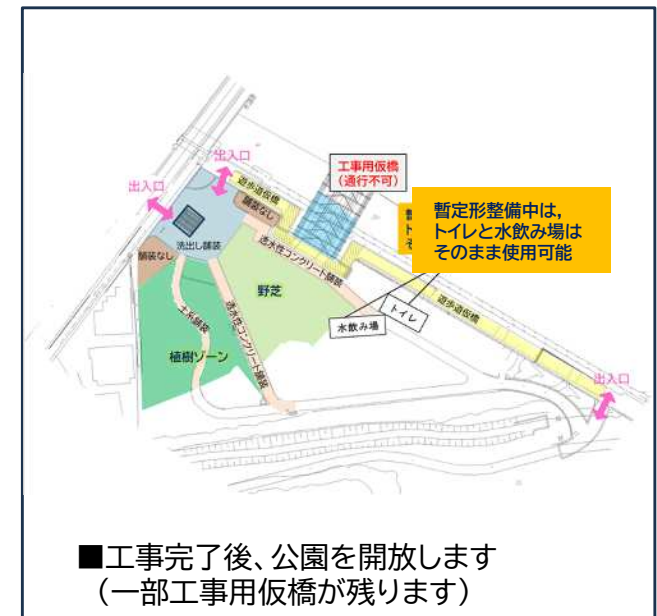 出入口
出入口
工事用仮橋
(通行不可)
遊歩道仮橋
舗装なし
暫定形整備中は,
トイレと水飲み場は
そのまま使用可能
洗出し舗装
舗装なし
透水性コンクリート舗装
野芝
土系舗装
透水性コンクリート舗装
トイレ
水飲み場
遊歩道仮橋
植樹ゾーン
出入口
■工事完了後、公園を開放します
(一部工事用仮橋が残ります)